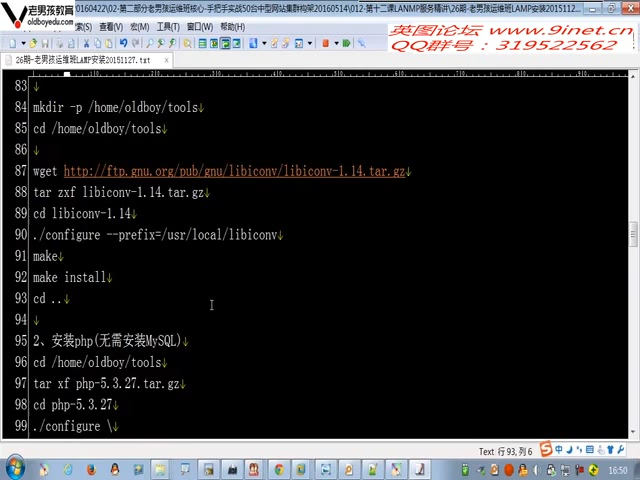 老男孩教育
oldboyedu.com
20160422\02-第二部分老男孩运维班核心-手把手实战50台中型网站集群架构20160514\012-第十二课LANMP服务精讲\26期-老男孩运维班LAMP安装2015112...
英图论坛 www.9inet.cn
QQ群号：319522562
查看(V) 宏(M) 工具(T) 窗口(W) 帮助(H)
26期-老男孩运维班LAMP安装20151127.txt
83
84 mkdir -p /home/oldboy/tools
85 cd /home/oldboy/tools
86
87 wget http://ftp.gnu.org/pub/gnu/libiconv/libiconv-1.14.tar.gz
88 tar zxf libiconv-1.14.tar.gz
89 cd libiconv-1.14
90 ./configure --prefix=/usr/local/libiconv
91 make
92 make install
93 cd ..
94
95 2、安装php(无需安装MySQL)
96 cd /home/oldboy/tools
97 tar xf php-5.3.27.tar.gz
98 cd php-5.3.27
99 ./configure \
Text 行 93, 列 6
中
16:50